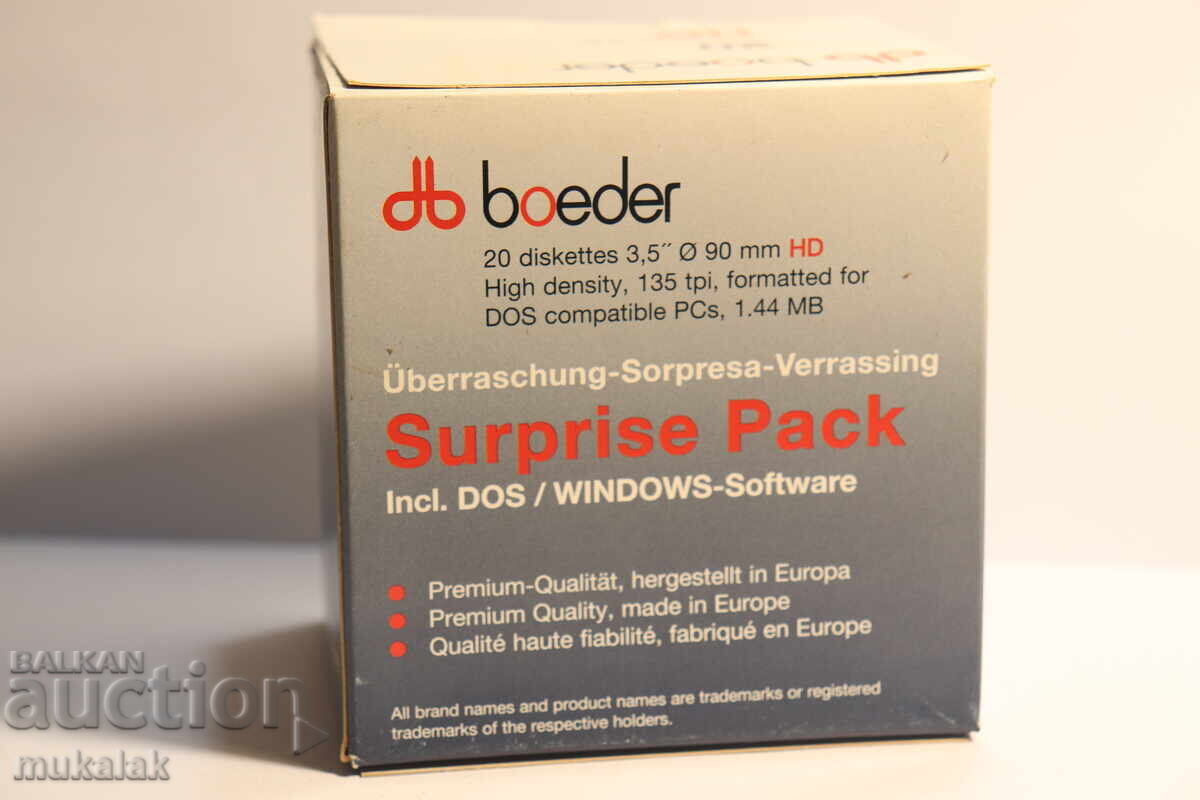 db boeder
boeder
20 diskettes 3,5˝ Ø 90 mm HD
High density, 135 tpi, formatted for
DOS compatible PCs, 1.44 MB
Überraschung-Sorpresa-Verrassing
Surprise Pack
Incl. DOS / WINDOWS-Software
Premium-Qualität, hergestellt in Europa
Premium Quality, made in Europe
Qualité haute fiabilité, fabriqué en Europe
All brand names and product names are trademarks or registered
trademarks of the respective holders.
BALKAN
auction
mukalak